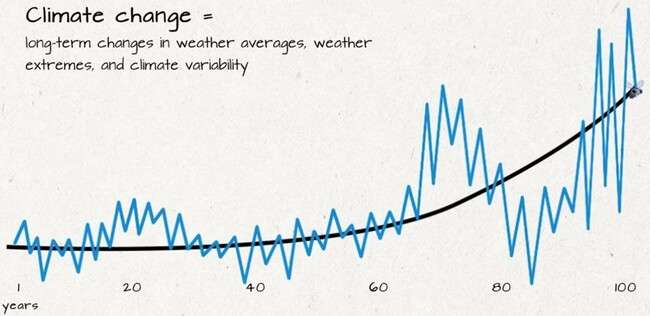 Climate change =
long-term changes in weather averages, weather
extremes, and climate variability
1 20 40 60 80 100
years